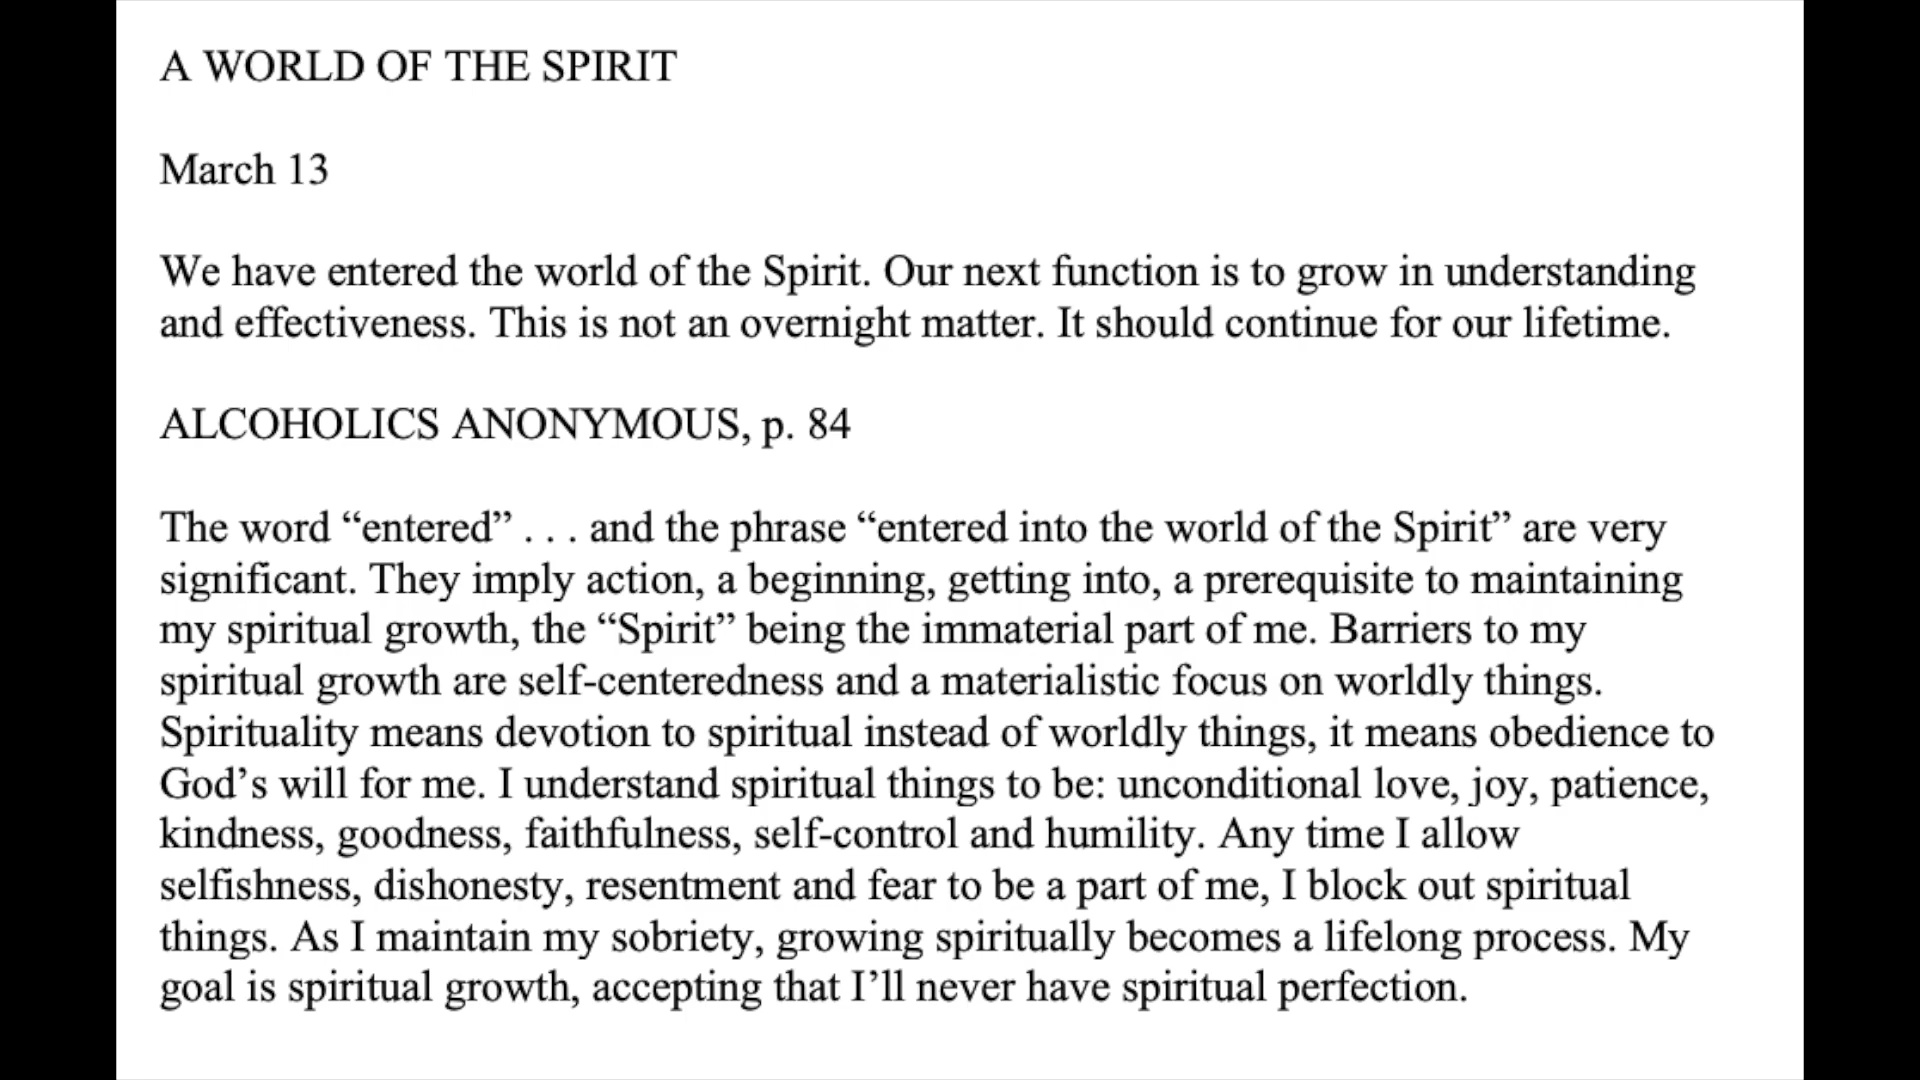 A WORLD OF THE SPIRIT
March 13
We have entered the world of the Spirit. Our next function is to grow in understanding
and effectiveness. This is not an overnight matter. It should continue for our lifetime.
ALCOHOLICS ANONYMOUS, p. 84
The word “entered” . . . and the phrase “entered into the world of the Spirit” are very
significant. They imply action, a beginning, getting into, a prerequisite to maintaining
my spiritual growth, the “Spirit” being the immaterial part of me. Barriers to my
spiritual growth are self-centeredness and a materialistic focus on worldly things.
Spirituality means devotion to spiritual instead of worldly things, it means obedience to
God’s will for me. I understand spiritual things to be: unconditional love, joy, patience,
kindness, goodness, faithfulness, self-control and humility. Any time I allow
selfishness, dishonesty, resentment and fear to be a part of me, I block out spiritual
things. As I maintain my sobriety, growing spiritually becomes a lifelong process. My
goal is spiritual growth, accepting that I’ll never have spiritual perfection.